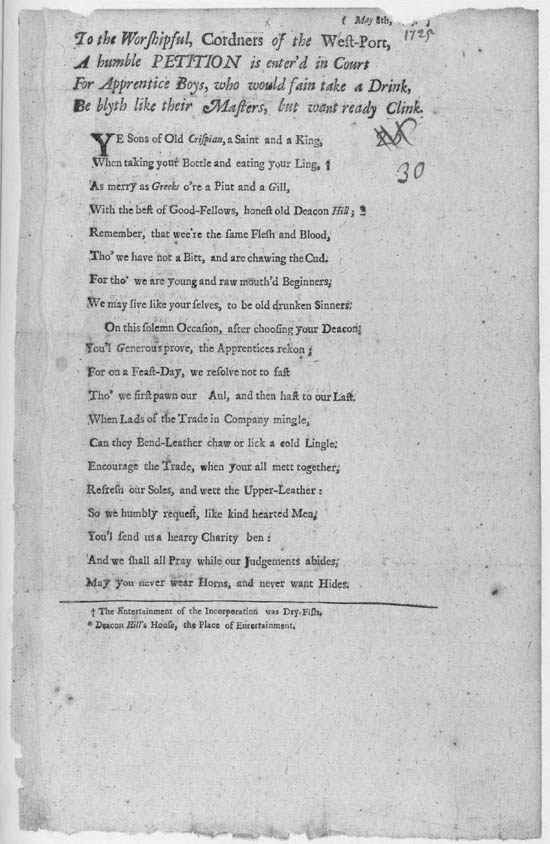 ( May 8th,
1725
To the Worſhipful, Cordners of the Weſt-Port,
A humble PETITION is enter'd in Court
For Apprentice Boys, who would fain take a Drink,
Be blyth like their Maſters, but want ready Clink.
30
YE Sons of Old Criſpian, a Saint and a King,
When taking your Bottle and eating your Ling, †
As merry as Greeks o're a Pint and a Gill,
With the beſt of Good-Fellows, honeſt old Deacon Hill;
Remember, that wee're the ſame Fleſh and Blood,
Tho' we have not a Bitt, and are chawing the Cud.
For tho' we are young and raw mouth'd Beginners,
We may live like your ſelves, to be old drunken Sinners:
On this ſolemn Occaſion, after chooſing your Deacon;
You'l Generous prove, the Apprentices rekon;
For on a Feaſt-Day, we reſolve not to faſt
Tho' we firſt pawn our Aul, and then haſt to our Laſt.
When Lads of the Trade in Company mingle,
Can they Bend-Leather chaw or lick a cold Lingle.
Encourage the Trade, when your all mett together,
Refreſh our Soles, and wett the Upper-Leather:
So we humbly requeſt, like kind hearted Men,
You'l ſend us a hearty Charity ben:
And we ſhall all Pray while our Judgements abides,
May you never wear Horns, and never want Hides.
† The Entertainment of the Incorporation was Dry-Fiſh.
* Deacon Hill's Houſe, the Place of Entertainment.